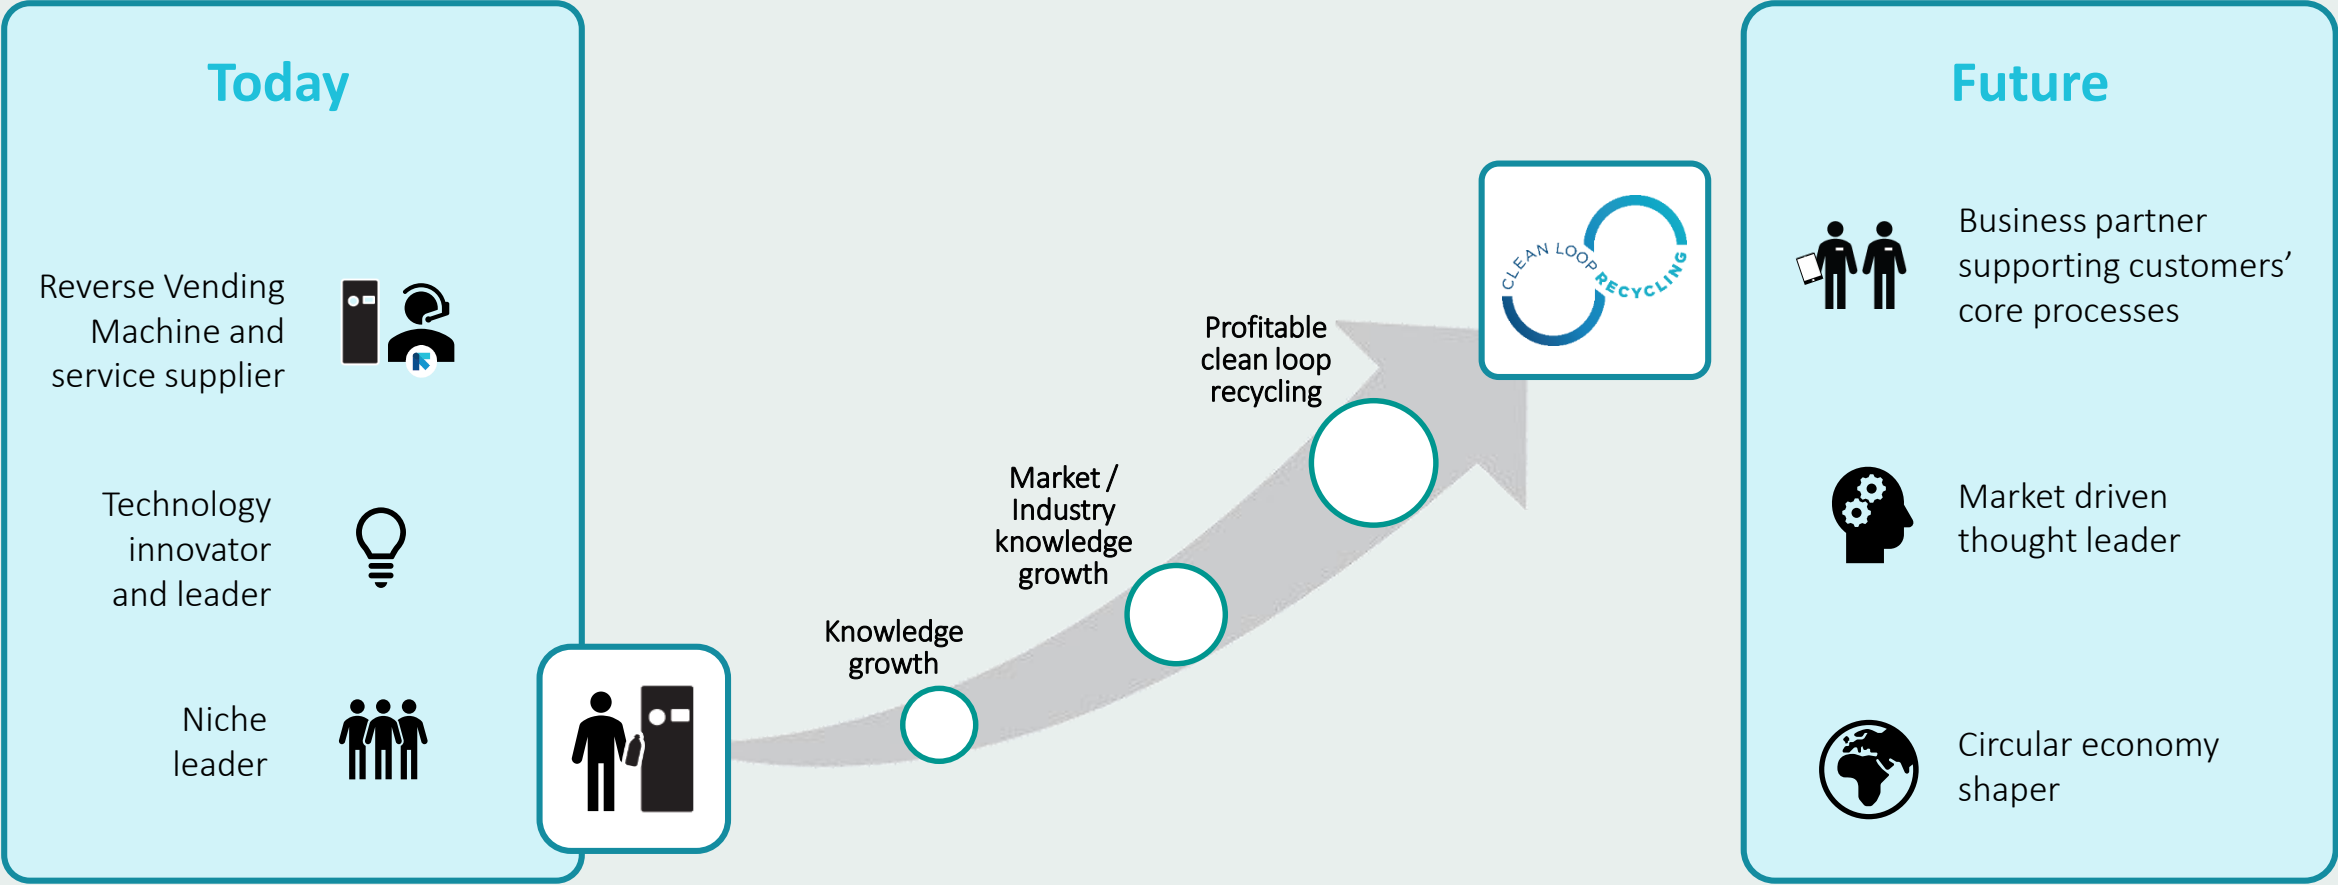 Today
Reverse Vending
Machine and
service supplier
Technology
innovator
and leader
Niche
leader
Knowledge
growth
Market /
Industry
knowledge
growth
Profitable
clean loop
recycling
CLEAN LOOP
RECYCLING
Future
Business partner
supporting customers’
core processes
Market driven
thought leader
Circular economy
shaper